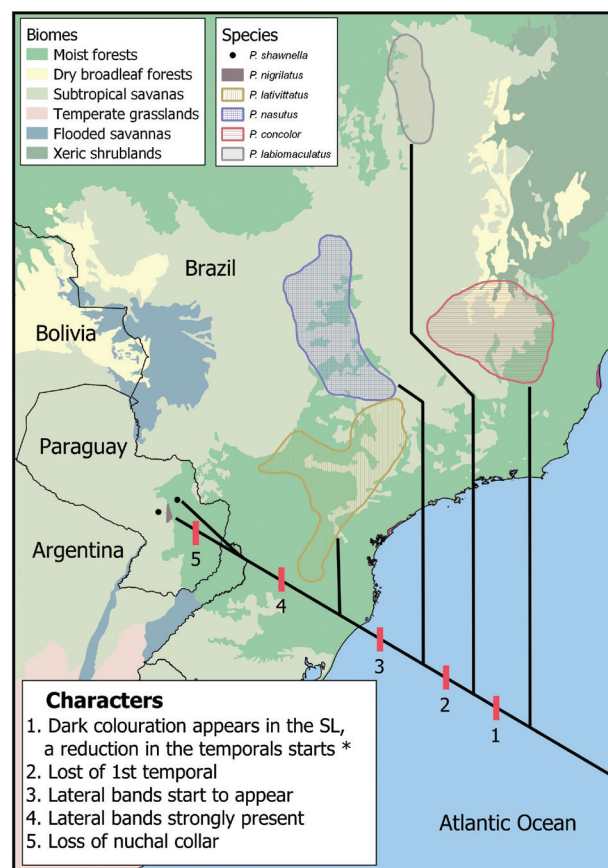 Biomes
Moist forests
Dry broadleaf forests
Subtropical savanas
Temperate grasslands
Flooded savannas
Xeric shrublands
Species
P. shawnella
P. nigrilatus
P. lativittatus
P. nasutus
P. concolor
P. labiomaculatus
Brazil
Bolivia
Paraguay
Argentina
5
4
3
2
1
Characters
1. Dark colouration appears in the SL,
a reduction in the temporals starts *
2. Lost of 1st temporal
3. Lateral bands start to appear
4. Lateral bands strongly present
5. Loss of nuchal collar
Atlantic Ocean